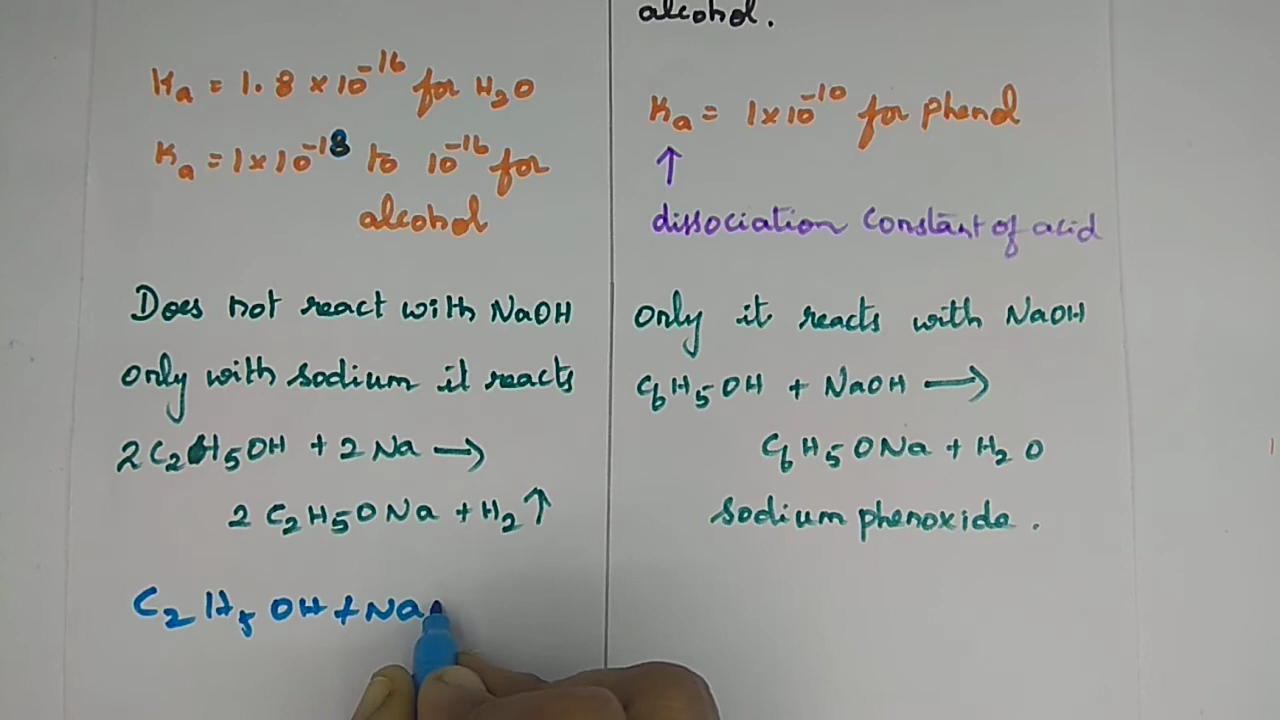 Ka = 1.8 × 10⁻¹⁶ for H₂O
Ka = 1 × 10⁻¹⁸ to 10⁻¹⁶ for
alcohol
Does not react with NaOH
only with sodium it reacts
2C₂H₅OH + 2Na ⟶
2C₂H₅ONa + H₂ ↑
C₂H₅OH + Na
alcohol.
Ka = 1 × 10⁻¹⁰ for phenol
↑
dissociation constant of acid
only it reacts with NaOH
C₆H₅OH + NaOH ⟶
C₆H₅ONa + H₂O
sodium phenoxide.